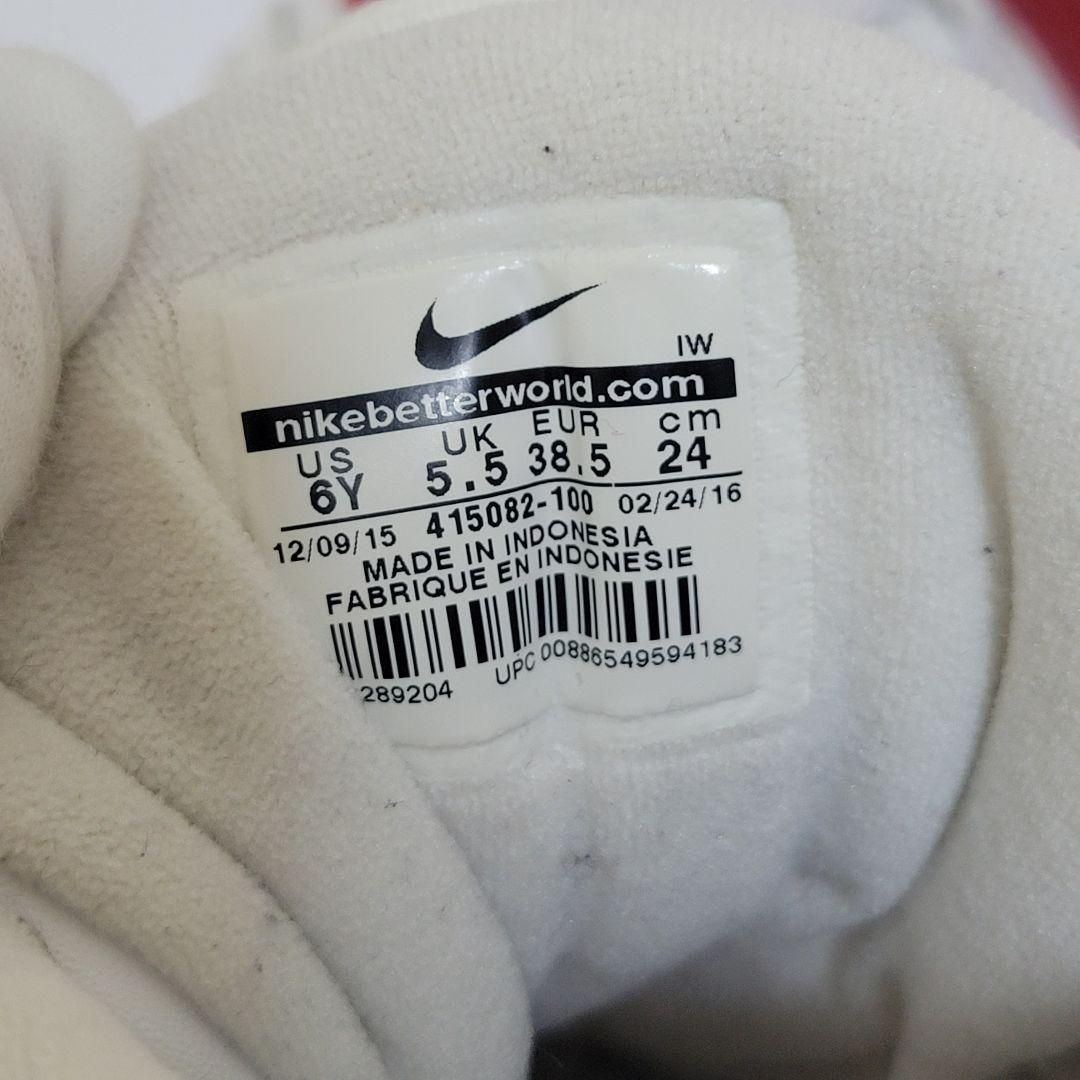 IW
nikebetterworld.com
US UK EUR cm
6Y 5.5 38.5 24
12/09/15 415082-100 02/24/16
MADE IN INDONESIA
FABRIQUE EN INDONESIE
289204 UPC 00886549594183